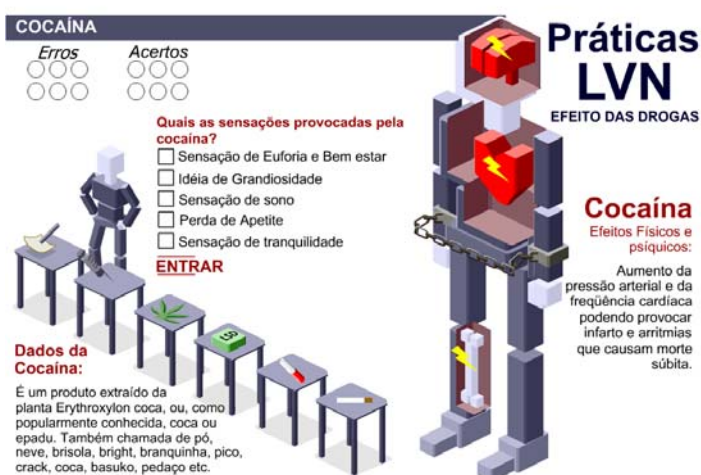 COCAÍNA
Erros
Acertos
Práticas
LVN
EFEITO DAS DROGAS
Quais as sensações provocadas pela
cocaína?
Sensação de Euforia e Bem estar
Idéia de Grandiosidade
Sensação de sono
Perda de Apetite
Sensação de tranquilidade
ENTRAR
Cocaína
Efeitos Físicos e
psíquicos:
Aumento da
pressão arterial e da
freqüência cardíaca
podendo provocar
infarto e arritmias
que causam morte
súbita.
LSD
Dados da
Cocaína:
É um produto extraído da
planta Erythroxylon coca, ou, como
popularmente conhecida, coca ou
epadu. Também chamada de pó,
neve, brisola, bright, branquinha, pico,
crack, coca, basuko, pedaço etc.